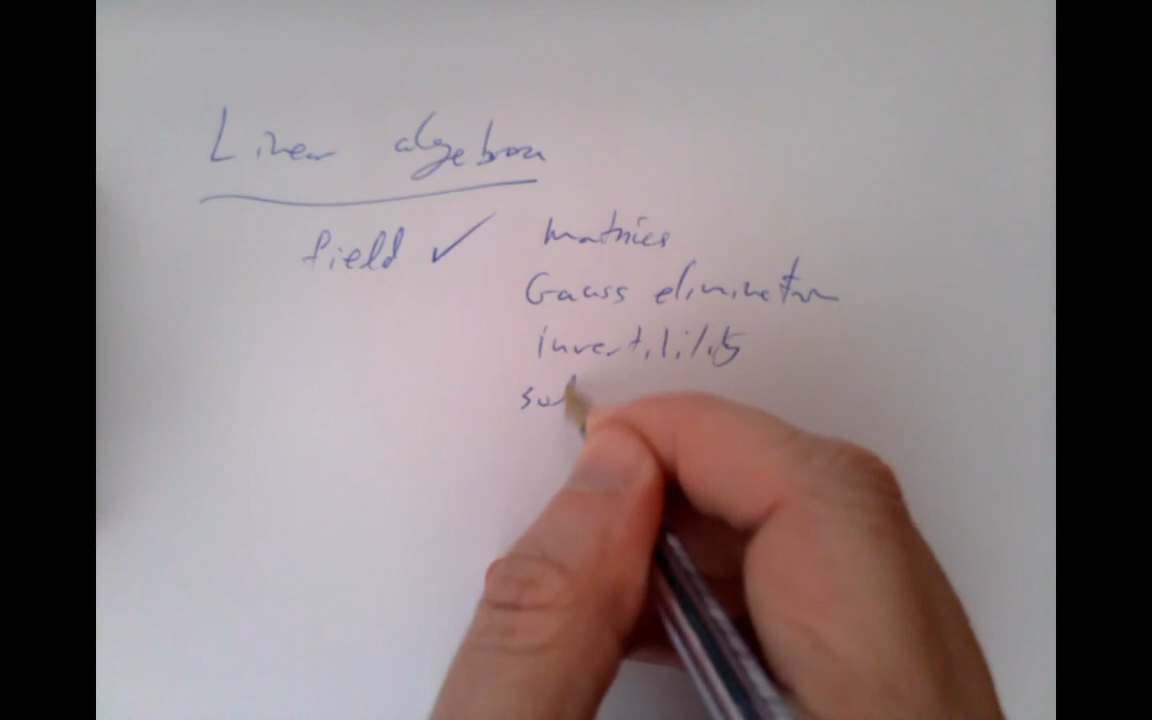 Linear algebra
field ✓ matrices
Gauss elimination
invertibility